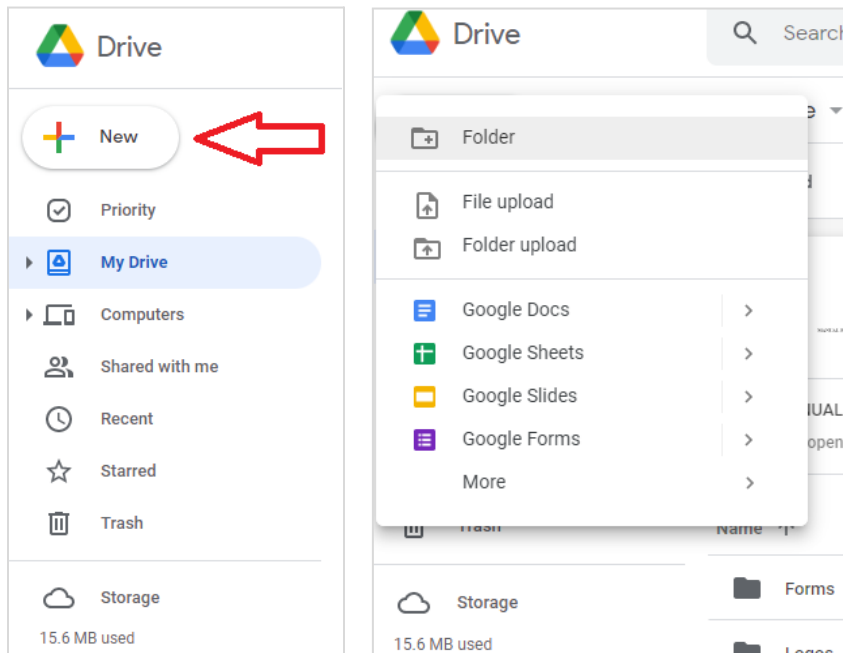 Drive
New
Priority
My Drive
Computers
Shared with me
Recent
Starred
Trash
Storage
15.6 MB used
Drive
Search
Folder
File upload
Folder upload
Google Docs
Google Sheets
Google Slides
Google Forms
More
Trash
Name
Storage
15.6 MB used
Forms